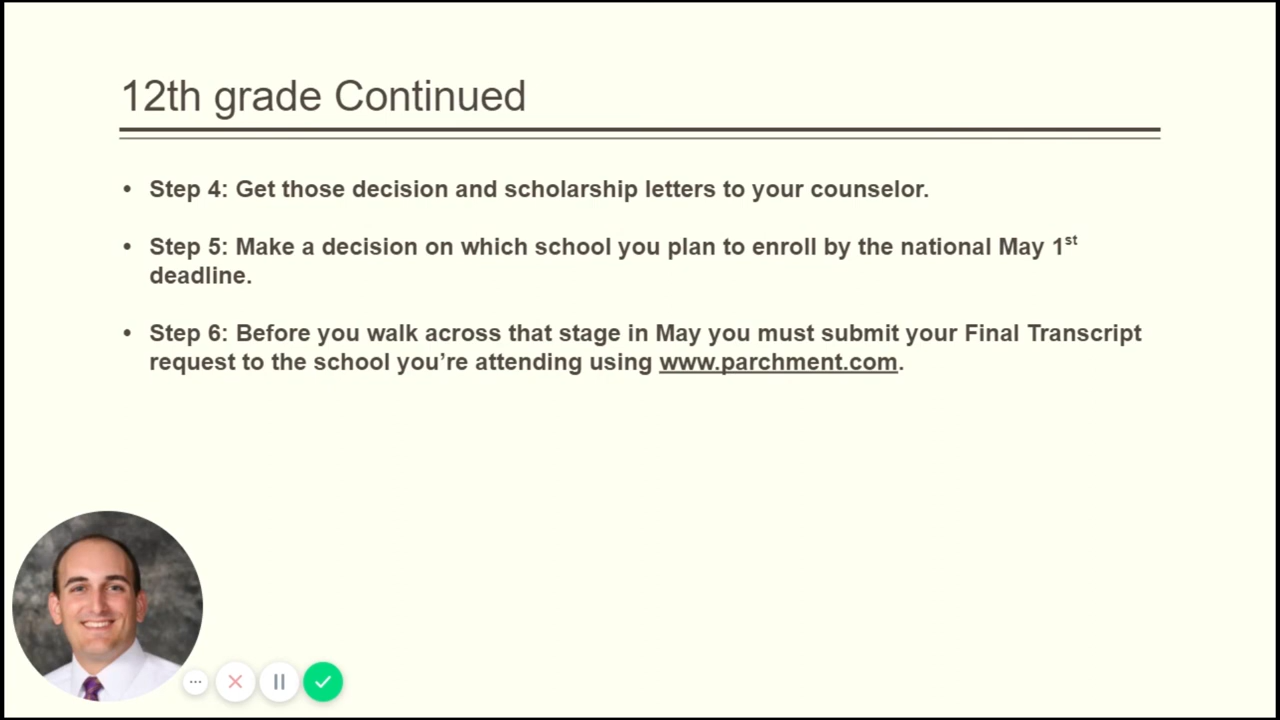 12th grade Continued
• Step 4: Get those decision and scholarship letters to your counselor.
• Step 5: Make a decision on which school you plan to enroll by the national May 1st
deadline.
• Step 6: Before you walk across that stage in May you must submit your Final Transcript
request to the school you’re attending using www.parchment.com.